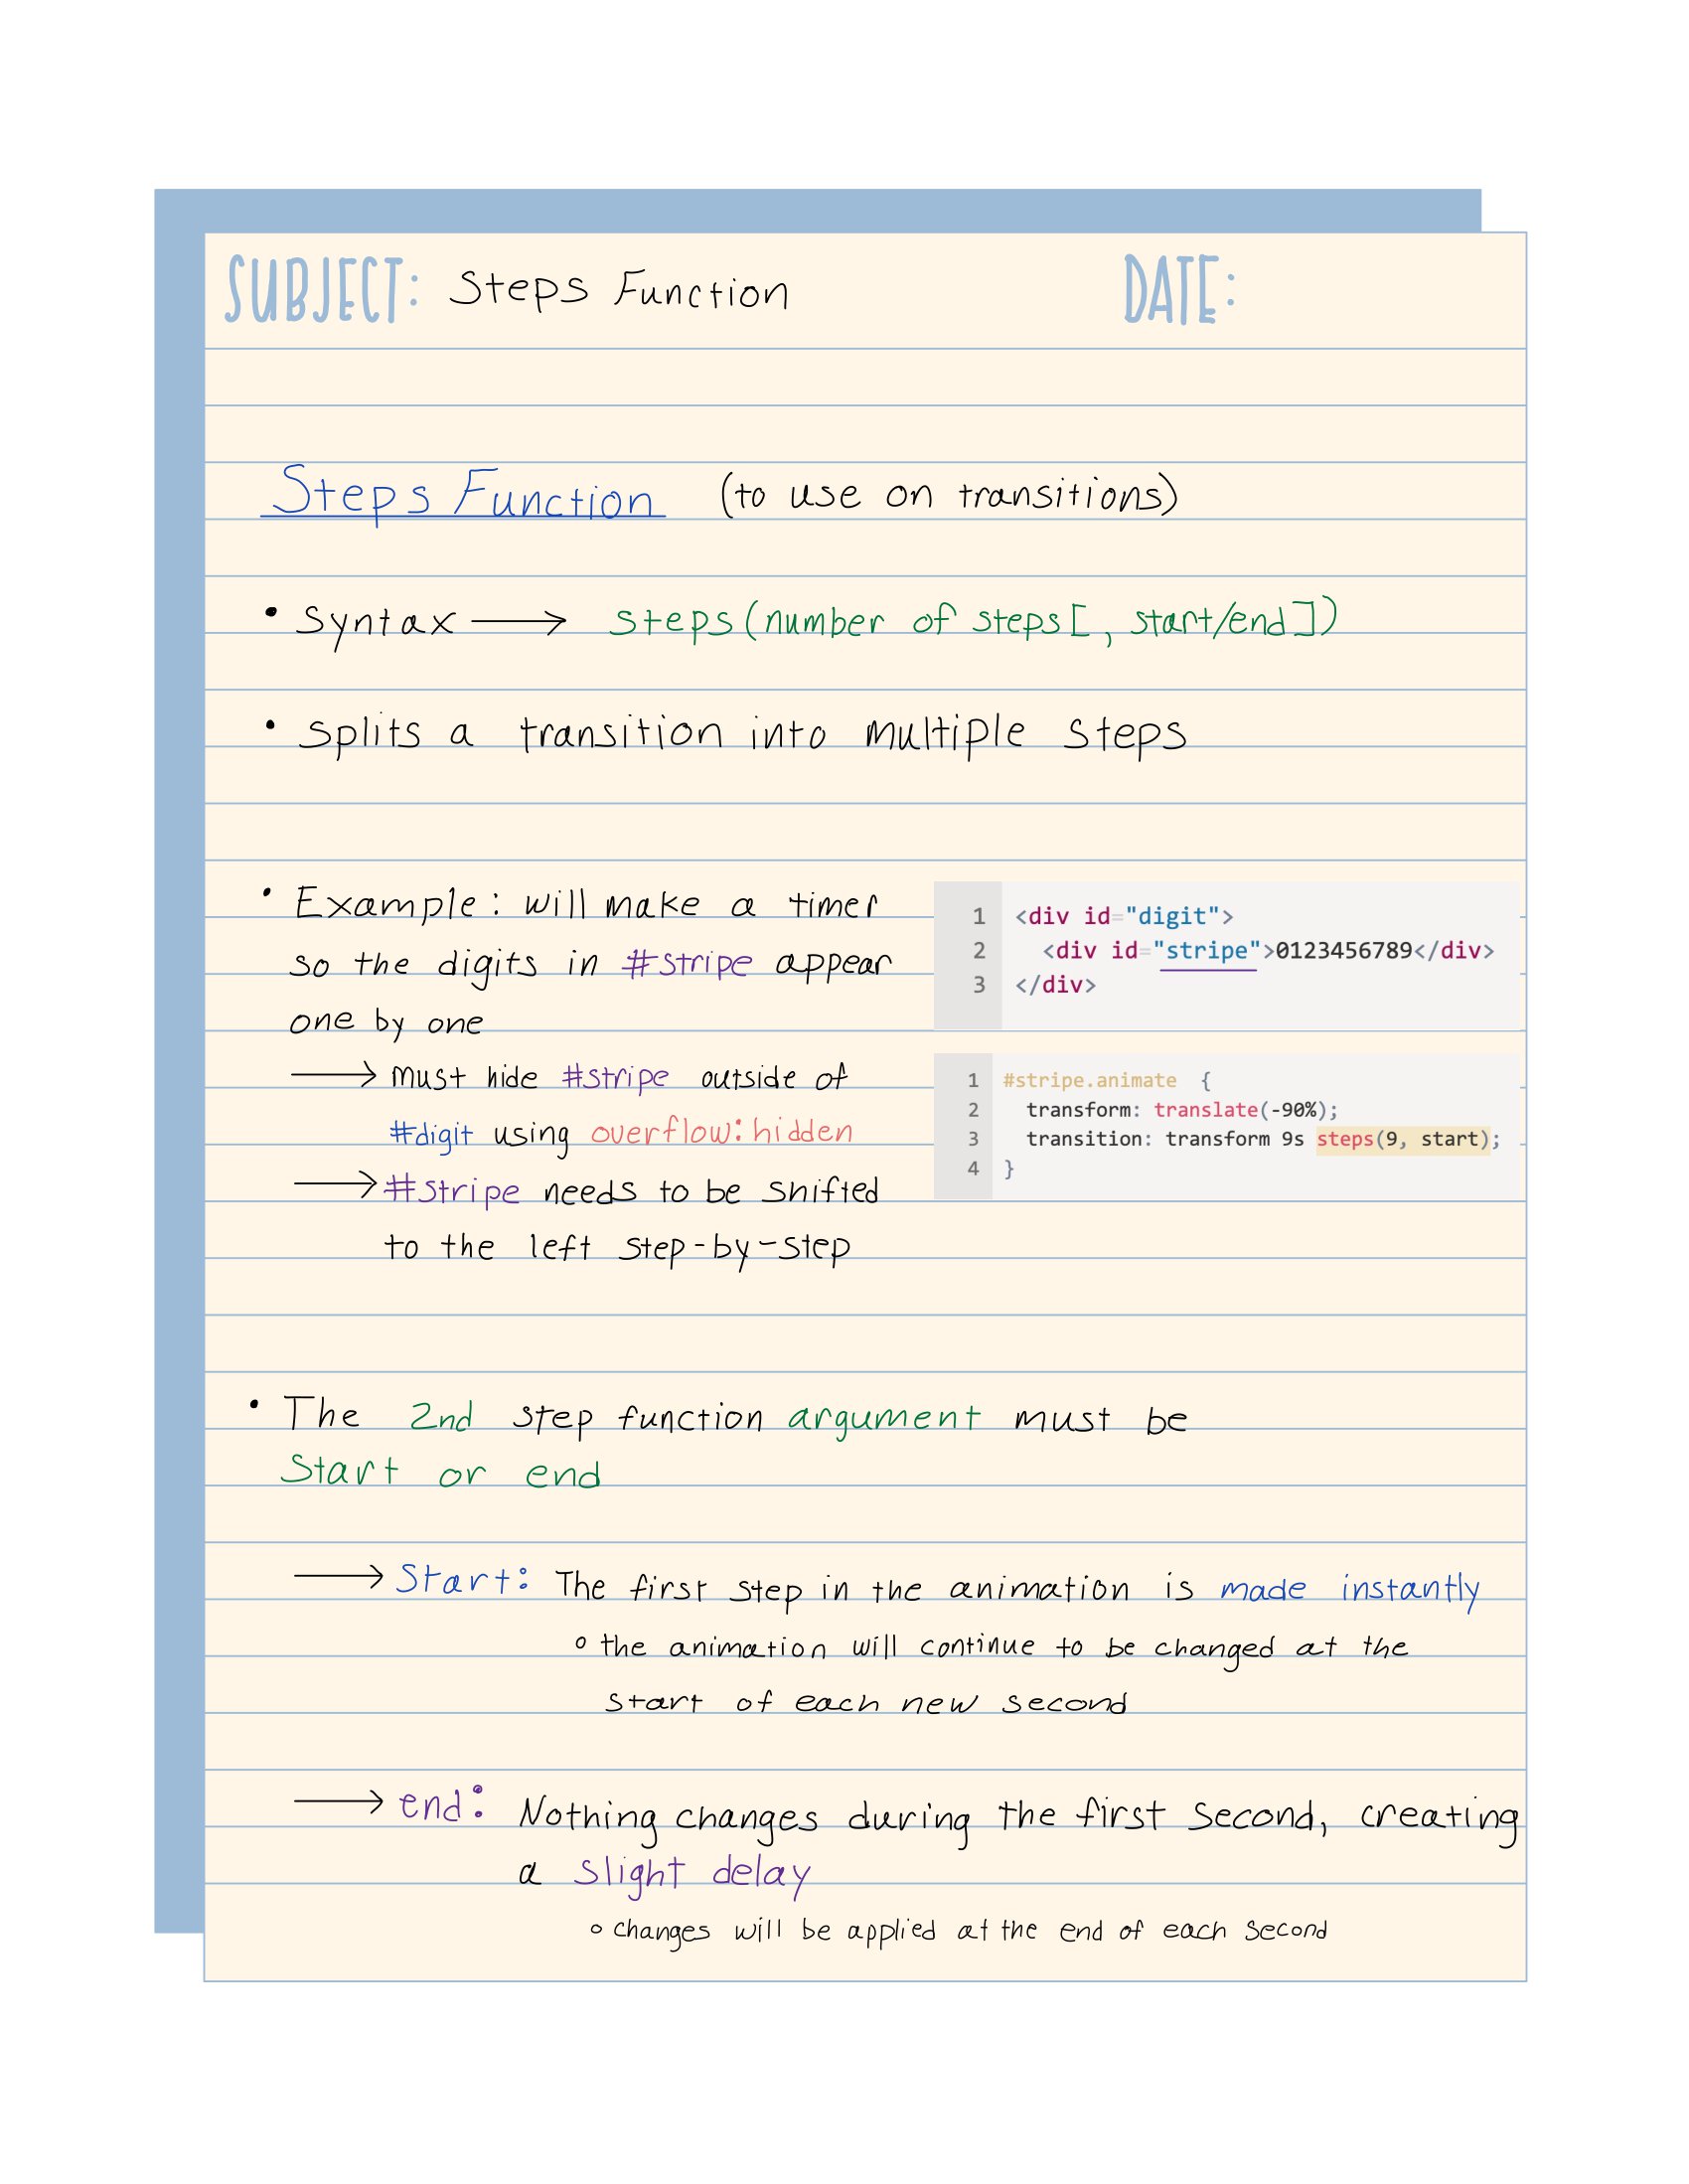 SUBJECT: Steps Function DATE:
Steps Function (to use on transitions)
• Syntax ⟶ steps(number of steps[, start/end])
• Splits a transition into multiple steps
• Example: will make a timer
so the digits in #stripe appear
one by one
⟶ must hide #stripe outside of
#digit using overflow:hidden
⟶ #stripe needs to be shifted
to the left step-by-step
1 <div id="digit">
2 <div id="stripe">0123456789</div>
3 </div>
1 #stripe.animate {
2 transform: translate(-90%);
3 transition: transform 9s steps(9, start);
4 }
• The 2nd step function argument must be
Start or end
⟶ Start: The first step in the animation is made instantly
◦ the animation will continue to be changed at the
start of each new second
⟶ end: Nothing changes during the first second, creating
a slight delay
◦ changes will be applied at the end of each second